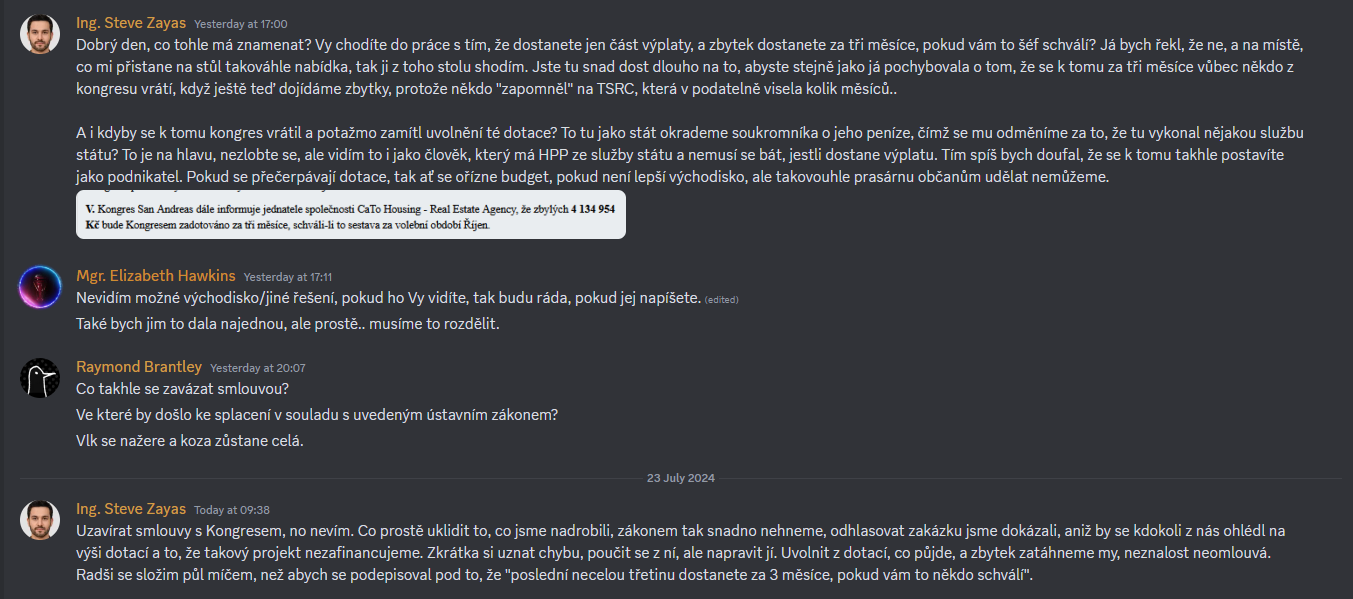 Ing. Steve Zayas Yesterday at 17:00
Dobrý den, co tohle má znamenat? Vy chodíte do práce s tím, že dostanete jen část výplaty, a zbytek dostanete za tři měsíce, pokud vám to šéf schválí? Já bych řekl, že ne, a na místě,
co mi přistane na stůl takováhle nabídka, tak ji z toho stolu shodím. Jste tu snad dost dlouho na to, abyste stejně jako já pochybovala o tom, že se k tomu za tři měsíce vůbec někdo z
kongresu vrátí, když ještě teď dojídáme zbytky, protože někdo "zapomněl" na TSRC, která v podatelně visela kolik měsíců..
A i kdyby se k tomu kongres vrátil a potažmo zamítl uvolnění té dotace? To tu jako stát okrademe soukromníka o jeho peníze, čímž se mu odměníme za to, že tu vykonal nějakou službu
státu? To je na hlavu, nezlobte se, ale vidím to i jako člověk, který má HPP ze služby státu a nemusí se bát, jestli dostane výplatu. Tím spíš bych doufal, že se k tomu takhle postavíte
jako podnikatel. Pokud se přečerpávají dotace, tak ať se ořízne budget, pokud není lepší východisko, ale takovouhle prasárnu občanům udělat nemůžeme.
V. Kongres San Andreas dále informuje jednatele společnosti CaTo Housing - Real Estate Agency, že zbylých 4 134 954
Kč bude Kongresem zadotováno za tři měsíce, schválí-li to sestava za volební období Říjen.
Mgr. Elizabeth Hawkins Yesterday at 17:11
Nevidím možné východisko/jiné řešení, pokud ho Vy vidíte, tak budu ráda, pokud jej napíšete. (edited)
Také bych jim to dala najednou, ale prostě.. musíme to rozdělit.
Raymond Brantley Yesterday at 20:07
Co takhle se zavázat smlouvou?
Ve které by došlo ke splacení v souladu s uvedeným ústavním zákonem?
Vlk se nažere a koza zůstane celá.
23 July 2024
Ing. Steve Zayas Today at 09:38
Uzavírat smlouvy s Kongresem, no nevím. Co prostě uklidit to, co jsme nadrobili, zákonem tak snadno nehneme, odhlasovat zakázku jsme dokázali, aniž by se kdokoli z nás ohlédl na
výši dotací a to, že takový projekt nezafinancujeme. Zkrátka si uznat chybu, poučit se z ní, ale napravit jí. Uvolnit z dotací, co půjde, a zbytek zatáhneme my, neznalost neomlouvá.
Radši se složim půl míčem, než abych se podepisoval pod to, že "poslední necelou třetinu dostanete za 3 měsíce, pokud vám to někdo schválí".